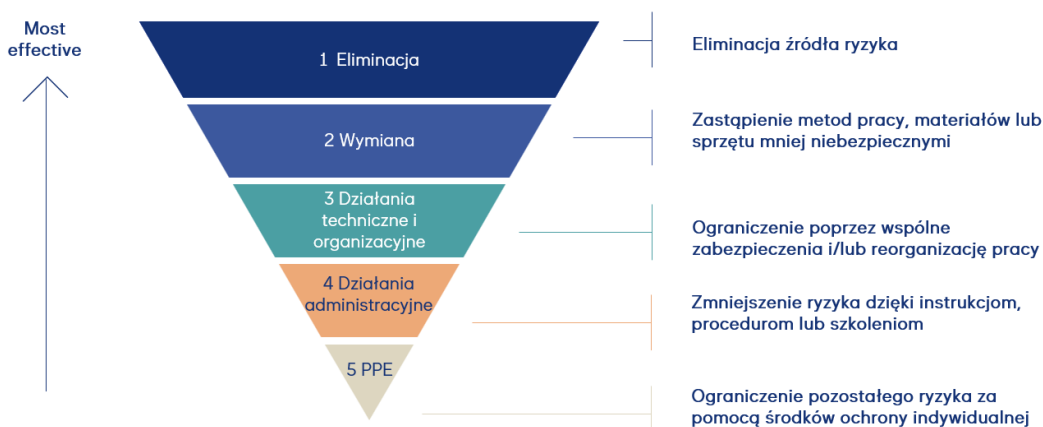 Most
effective
1 Eliminacja
Eliminacja źródła ryzyka
2 Wymiana
Zastąpienie metod pracy, materiałów lub
sprzętu mniej niebezpiecznymi
3 Działania
techniczne i
organizacyjne
Ograniczenie poprzez wspólne
zabezpieczenia i/lub reorganizację pracy
4 Działania
administracyjne
Zmniejszenie ryzyka dzięki instrukcjom,
procedurom lub szkoleniom
5 PPE
Ograniczenie pozostałego ryzyka za
pomocą środków ochrony indywidualnej